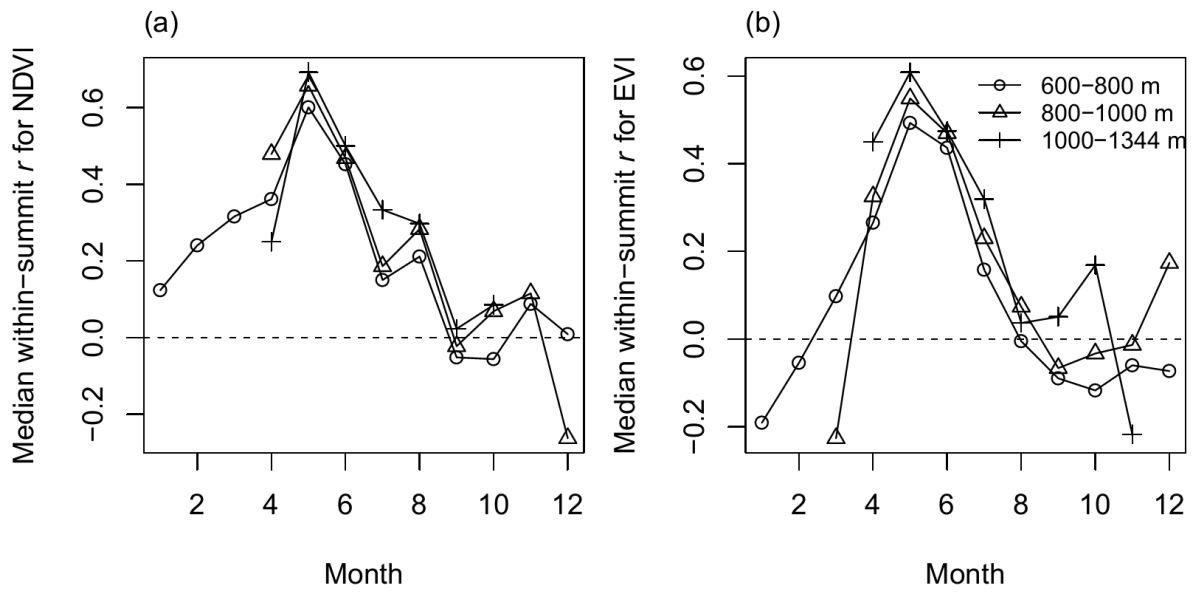 (a)
Median within−summit r for NDVI
0.6
0.4
0.2
0.0
−0.2
2 4 6 8 10 12
Month
(b)
Median within−summit r for EVI
0.6
0.4
0.2
0.0
−0.2
600−800 m
800−1000 m
1000−1344 m
2 4 6 8 10 12
Month